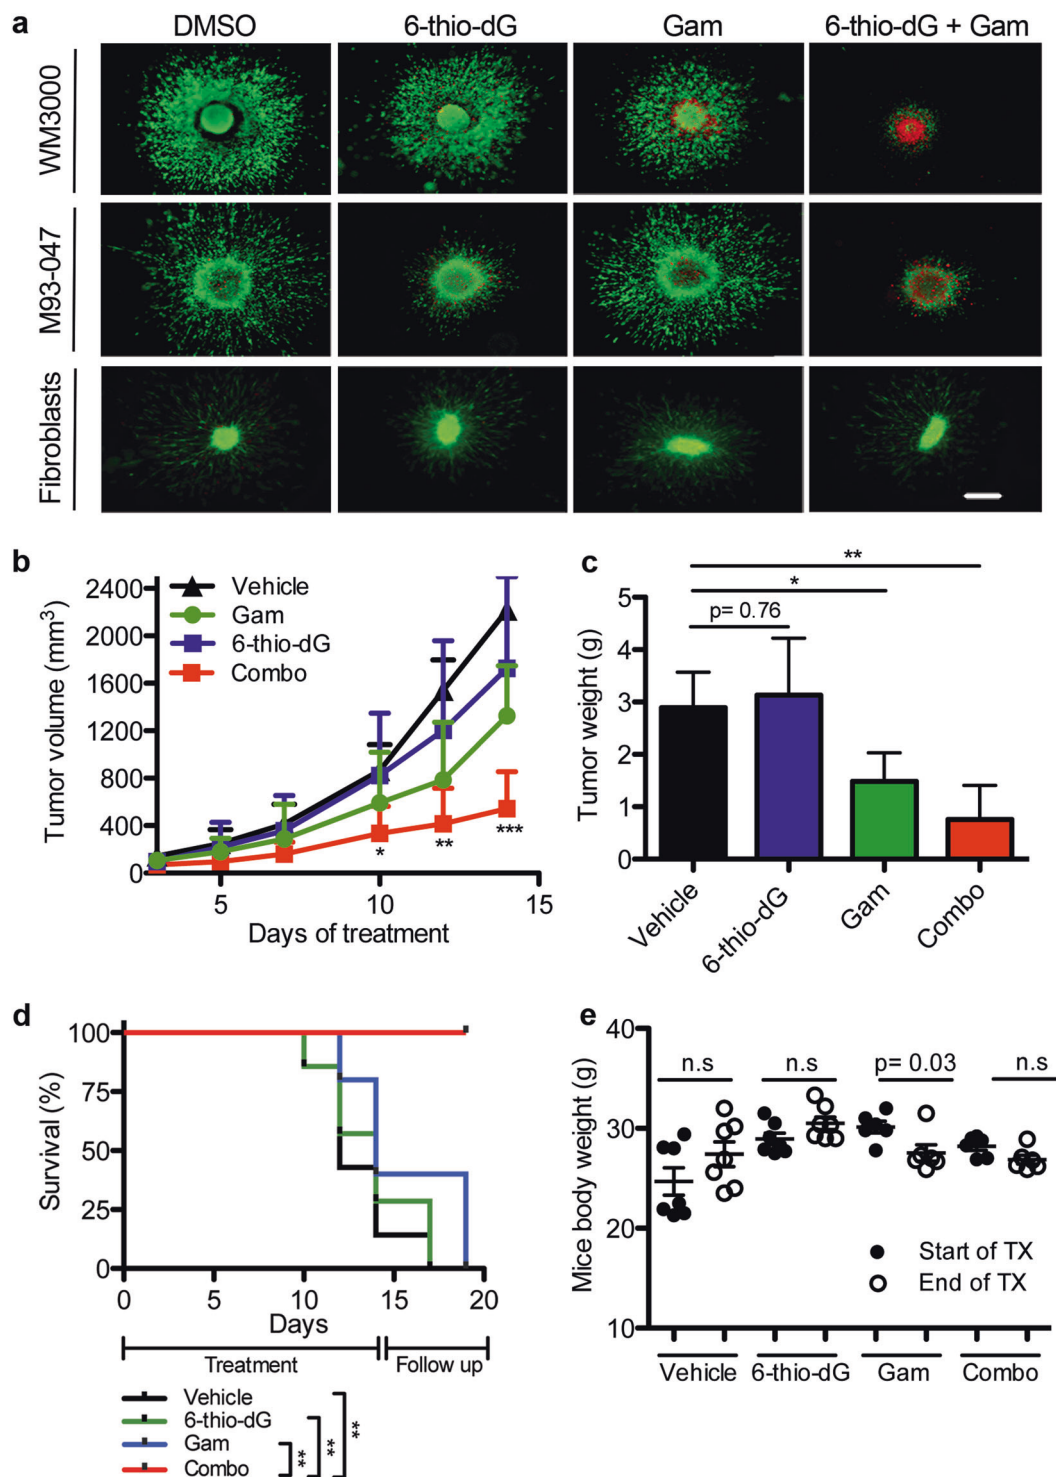 a
DMSO 6-thio-dG Gam 6-thio-dG + Gam
WM3000
M93-047
Fibroblasts
b
Tumor volume (mm³)
2400
2000
1600
1200
800
400
0
Vehicle
Gam
6-thio-dG
Combo
* ** ***
5 10 15
Days of treatment
c
**
*
p= 0.76
Tumor weight (g)
5
4
3
2
1
0
Vehicle 6-thio-dG Gam Combo
d
Survival (%)
100
75
50
25
0
0 5 10 15 20
Days
Treatment Follow up
Vehicle
6-thio-dG
Gam
Combo
** ** **
e
Mice body weight (g)
40
30
20
10
n.s n.s p= 0.03 n.s
Start of TX
End of TX
Vehicle 6-thio-dG Gam Combo